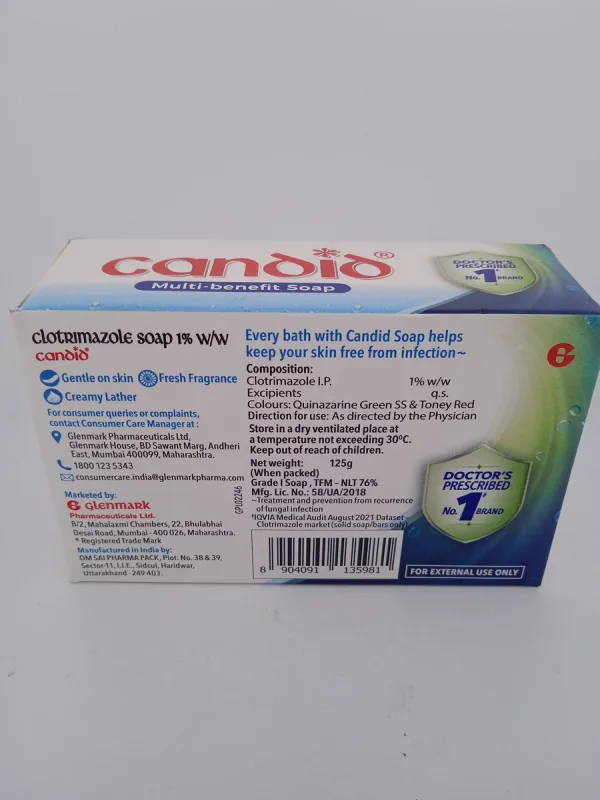 candid®
Multi-benefit Soap
DOCTOR'S
PRESCRIBED
No. 1# BRAND
clotrimazole soap 1% w/w
candid®
Gentle on skin Fresh Fragrance
Creamy Lather
For consumer queries or complaints,
contact Consumer Care Manager at :
Glenmark Pharmaceuticals Ltd,
Glenmark House, BD Sawant Marg, Andheri
East, Mumbai 400099, Maharashtra.
1800 123 5343
consumercare.india@glenmarkpharma.com
Marketed by:
glenmark
Pharmaceuticals Ltd.
B/2, Mahalaxmi Chambers, 22, Bhulabhai
Desai Road, Mumbai - 400 026, Maharashtra.
* Registered Trade Mark
Manufactured in India by:
OM SAI PHARMA PACK, Plot. No. 38 & 39,
Sector-11, I.I.E., Sidcul, Haridwar,
Uttarakhand - 249 403.
GPL02246
Every bath with Candid Soap helps
keep your skin free from infection~
Composition:
Clotrimazole I.P. 1% w/w
Excipients q.s.
Colours: Quinazarine Green SS & Toney Red
Direction for use: As directed by the Physician
Store in a dry ventilated place at
a temperature not exceeding 30ºC.
Keep out of reach of children.
Net weight: 125g
(When packed)
Grade I Soap , TFM - NLT 76%
Mfg. Lic. No.: 58/UA/2018
~Treatment and prevention from recurrence
of fungal infection
#IQVIA Medical Audit August 2021 Dataset -
Clotrimazole market (solid soap/bars only)
8 904091 135981
DOCTOR'S
PRESCRIBED
No. 1# BRAND
FOR EXTERNAL USE ONLY